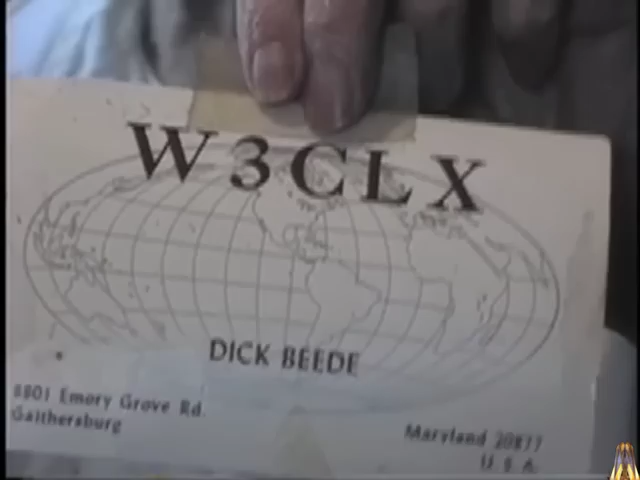 W3CLX
DICK BEEDE
8801 Emory Grove Rd.
Gaithersburg
Maryland 20877
U S A